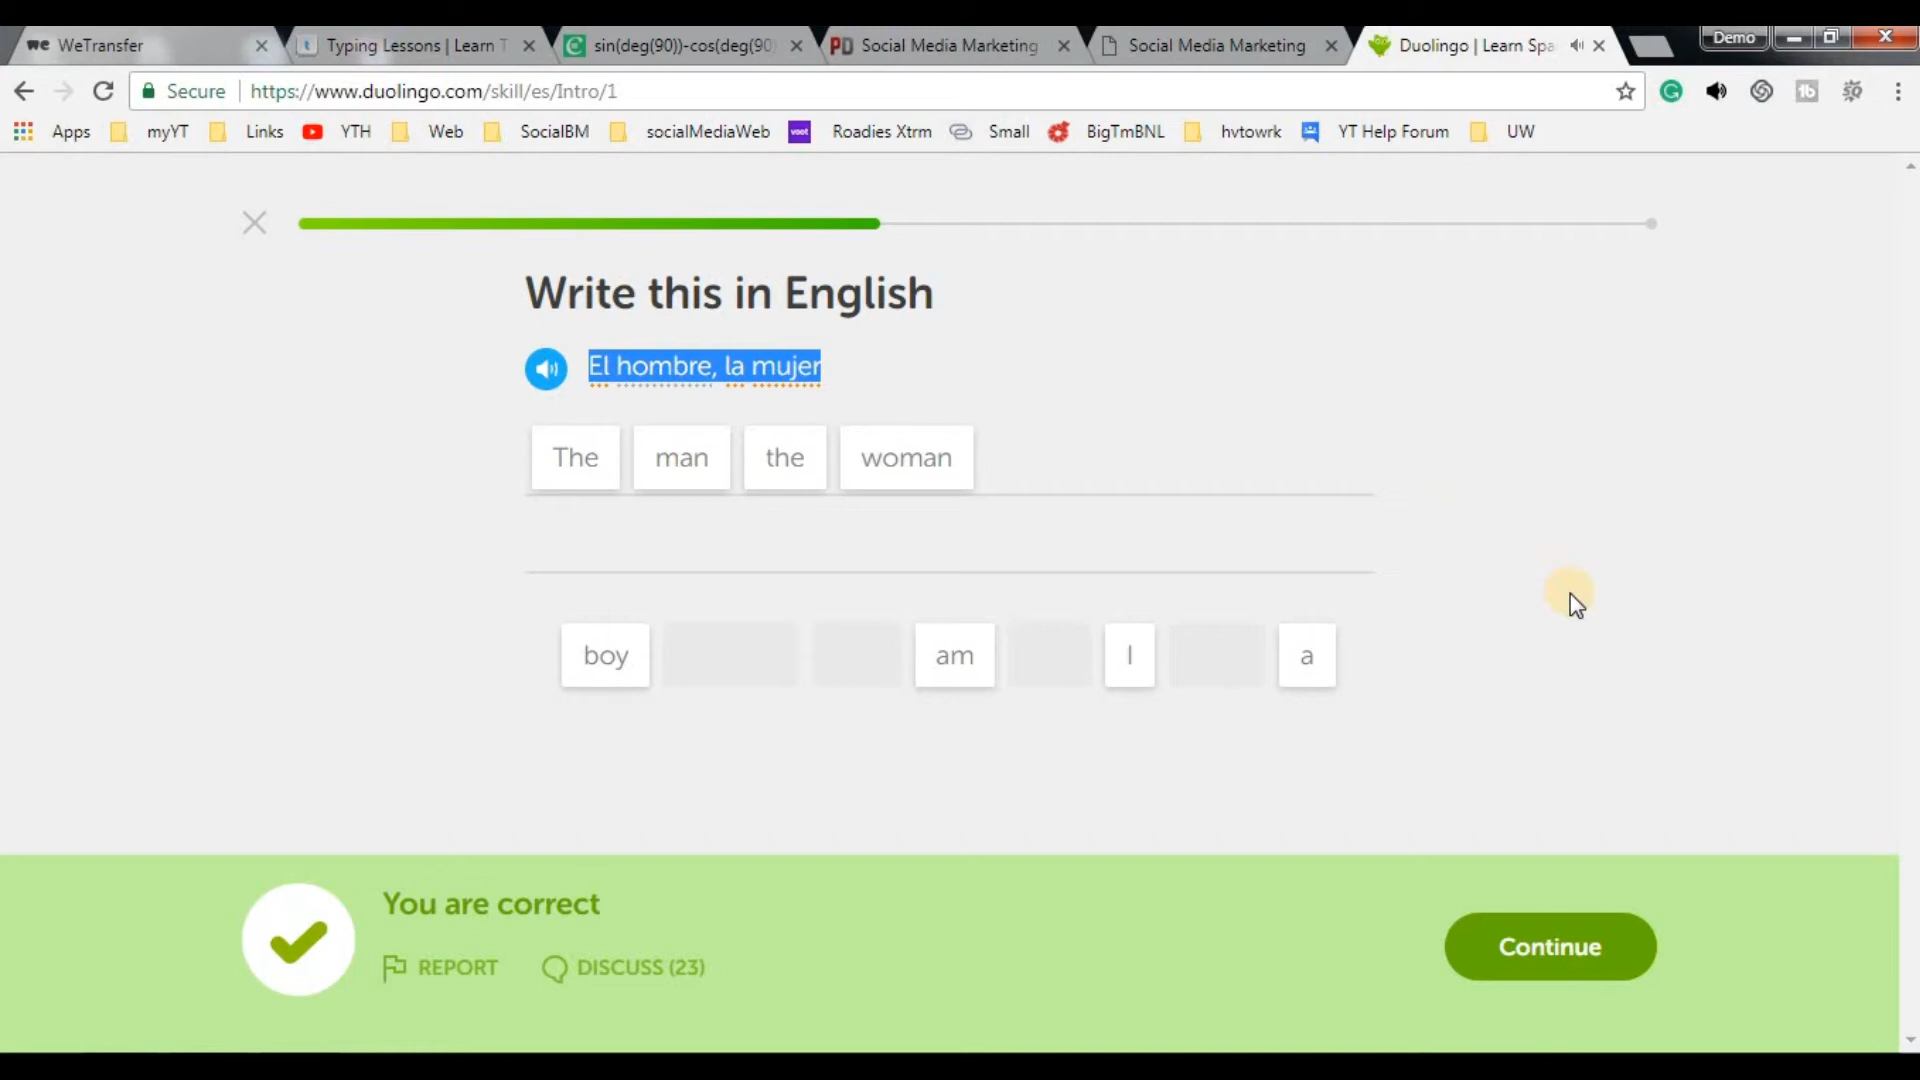 we WeTransfer
t Typing Lessons | Learn T
sin(deg(90))-cos(deg(90)
PD Social Media Marketing
Social Media Marketing
Duolingo | Learn Spa
Demo
Secure https://www.duolingo.com/skill/es/Intro/1
Apps myYT Links YTH Web SocialBM socialMediaWeb voot Roadies Xtrm Small BigTmBNL hvtowrk YT Help Forum UW
Write this in English
El hombre, la mujer
The man the woman
boy am I a
You are correct
REPORT DISCUSS (23)
Continue